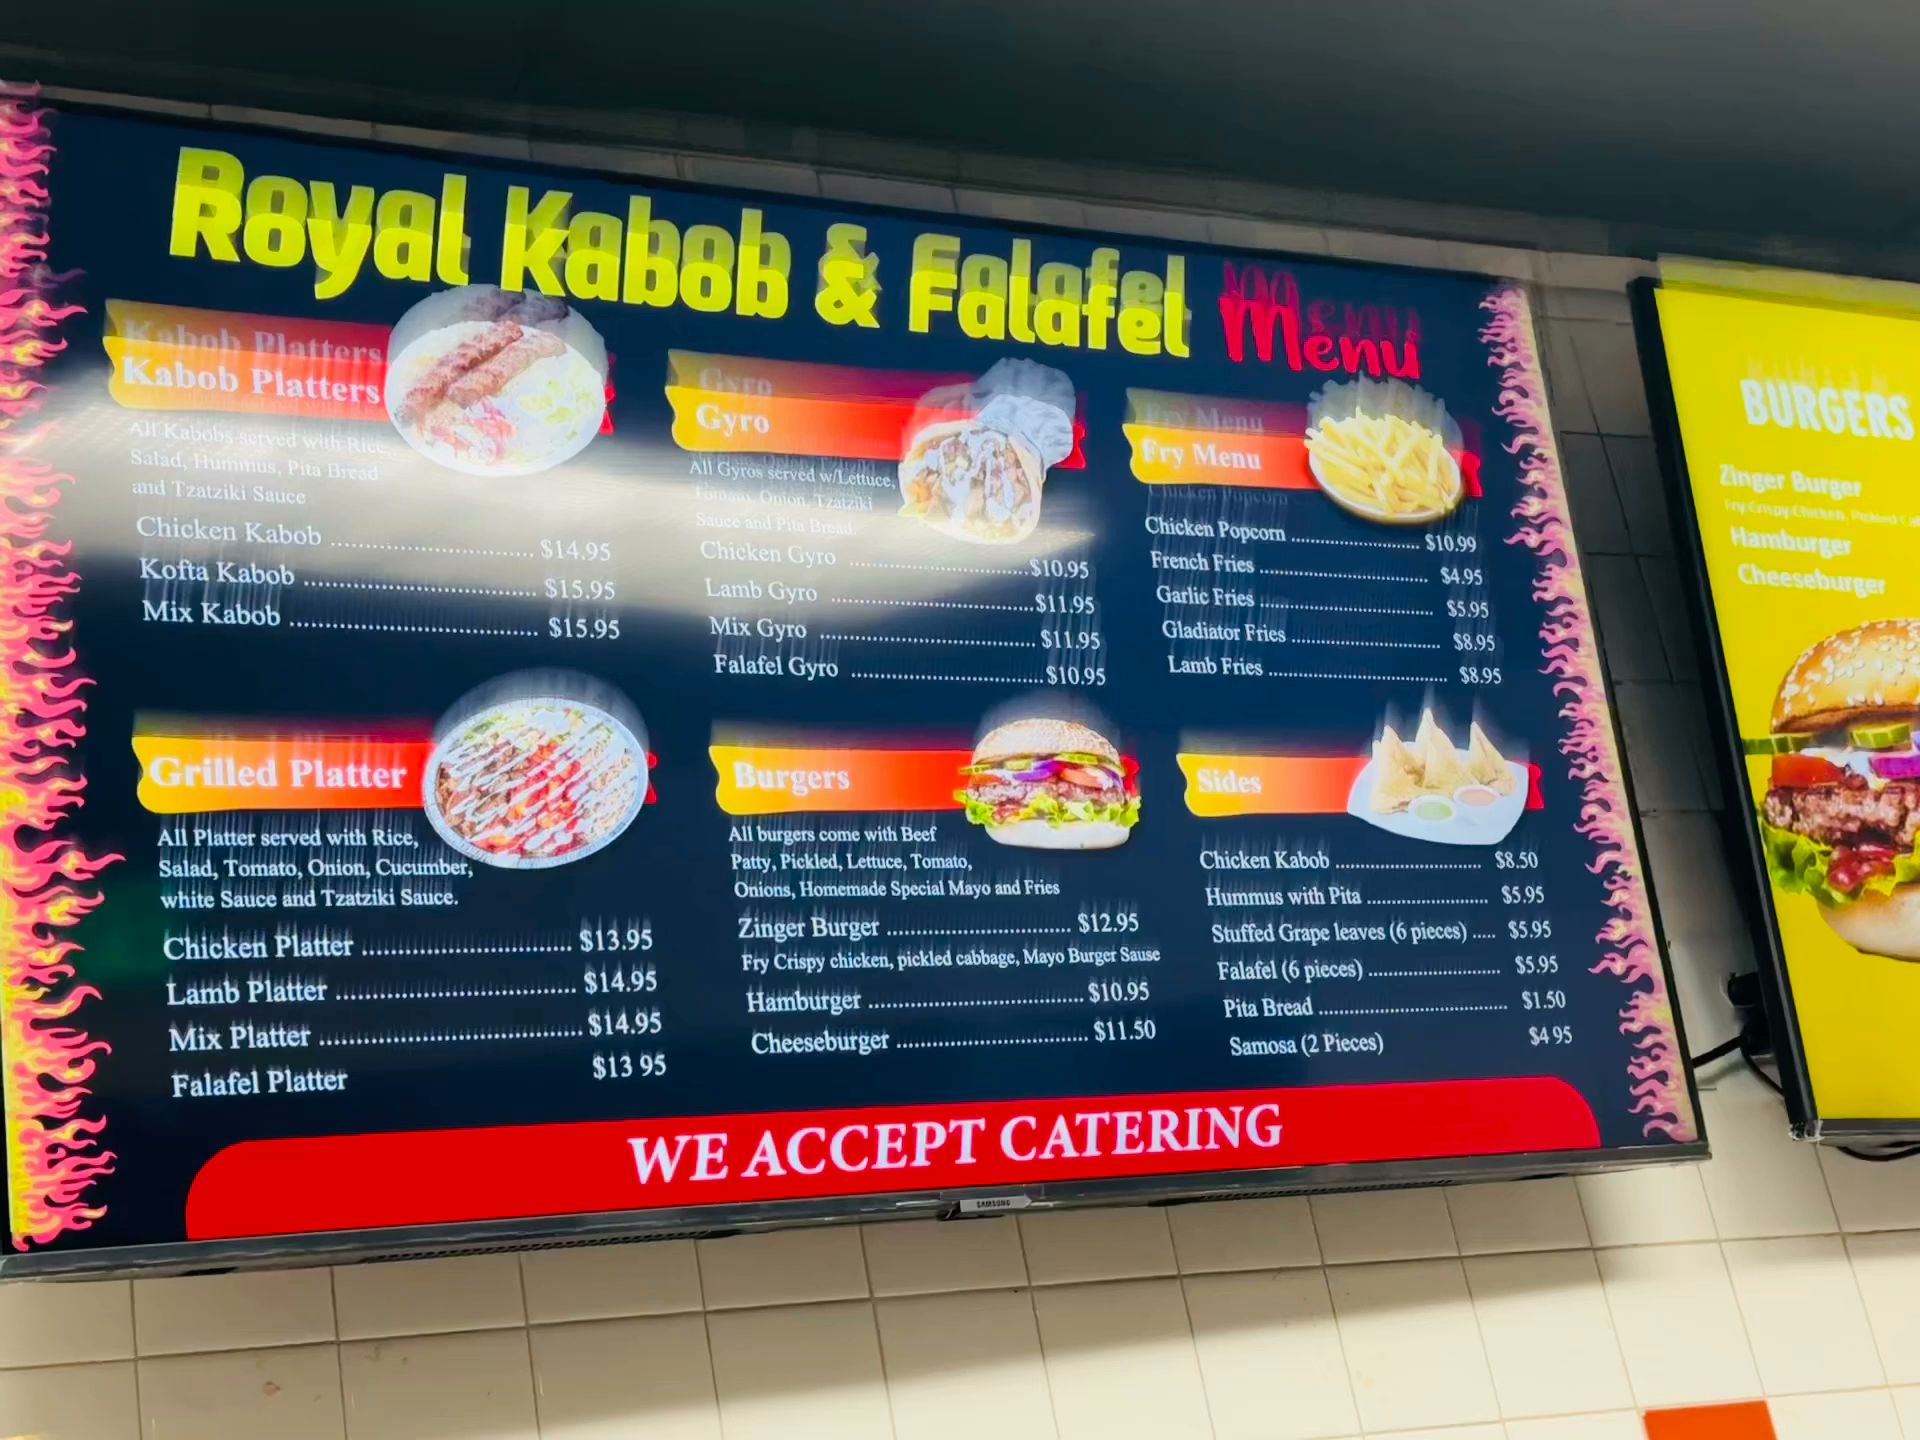 Royal Kabob & Falafel Menu
Kabob Platters
All Kabobs served with Rice,
Salad, Hummus, Pita Bread
and Tzatziki Sauce
Chicken Kabob ........................ $14.95
Kofta Kabob ........................ $15.95
Mix Kabob ........................ $15.95
Gyro
All Gyros served w/Lettuce,
Tomato, Onion, Tzatziki
Sauce and Pita Bread.
Chicken Gyro ........................ $10.95
Lamb Gyro ........................ $11.95
Mix Gyro ........................ $11.95
Falafel Gyro ........................ $10.95
Fry Menu
Chicken Popcorn ........................ $10.99
French Fries ........................ $4.95
Garlic Fries ........................ $5.95
Gladiator Fries ........................ $8.95
Lamb Fries ........................ $8.95
Grilled Platter
All Platter served with Rice,
Salad, Tomato, Onion, Cucumber,
white Sauce and Tzatziki Sauce.
Chicken Platter ........................ $13.95
Lamb Platter ........................ $14.95
Mix Platter ........................ $14.95
Falafel Platter $13 95
Burgers
All burgers come with Beef
Patty, Pickled, Lettuce, Tomato,
Onions, Homemade Special Mayo and Fries
Zinger Burger ........................ $12.95
Fry Crispy chicken, pickled cabbage, Mayo Burger Sause
Hamburger ........................ $10.95
Cheeseburger ........................ $11.50
Sides
Chicken Kabob ........................ $8.50
Hummus with Pita ........................ $5.95
Stuffed Grape leaves (6 pieces) ..... $5.95
Falafel (6 pieces) ........................ $5.95
Pita Bread ........................ $1.50
Samosa (2 Pieces) $4 95
WE ACCEPT CATERING
SAMSUNG
BURGERS
Zinger Burger
Fry Crispy Chicken, Pickled
Hamburger
Cheeseburger